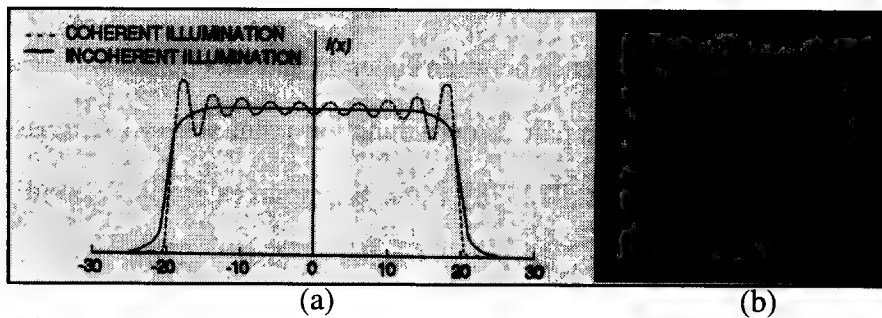 COHERENT ILLUMINATION
INCOHERENT ILLUMINATION
I(x)
-30 -20 -10 0 10 20 30
(a) (b)